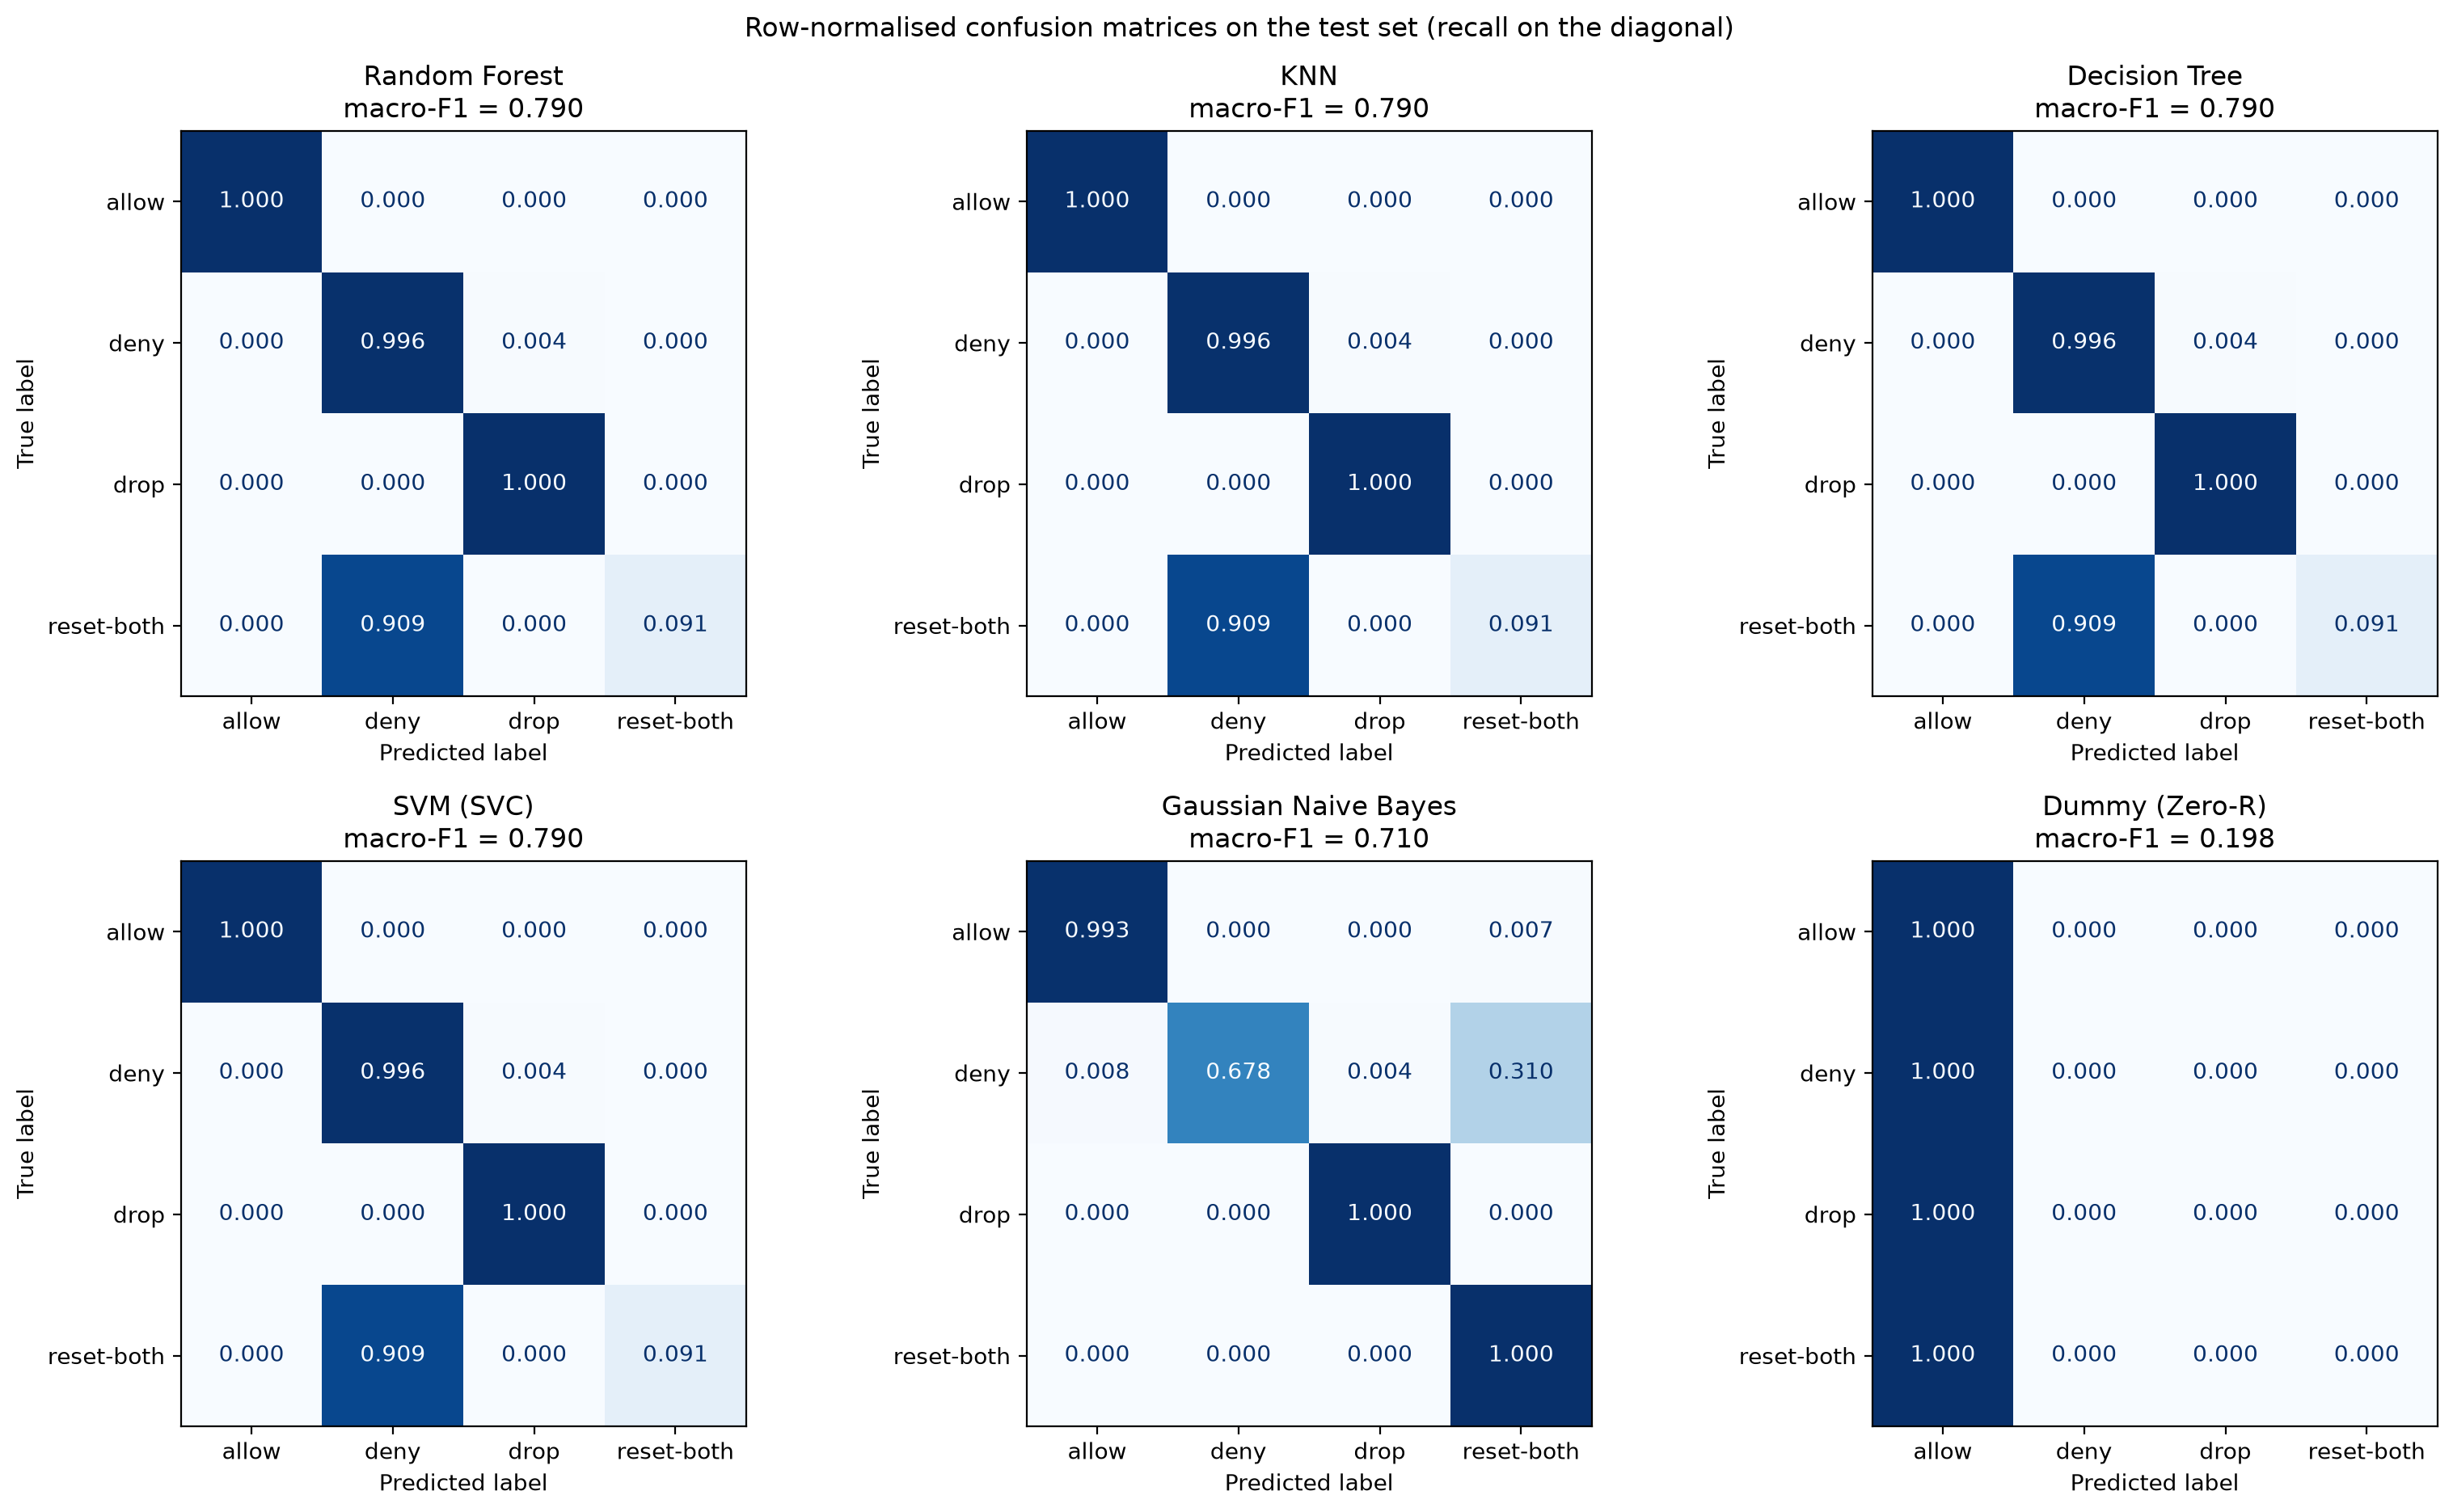 Row-normalised confusion matrices on the test set (recall on the diagonal)
Random Forest
macro-F1 = 0.790
True label
allow 1.000 0.000 0.000 0.000
deny 0.000 0.996 0.004 0.000
drop 0.000 0.000 1.000 0.000
reset-both 0.000 0.909 0.000 0.091
allow deny drop reset-both
Predicted label
KNN
macro-F1 = 0.790
True label
allow 1.000 0.000 0.000 0.000
deny 0.000 0.996 0.004 0.000
drop 0.000 0.000 1.000 0.000
reset-both 0.000 0.909 0.000 0.091
allow deny drop reset-both
Predicted label
Decision Tree
macro-F1 = 0.790
True label
allow 1.000 0.000 0.000 0.000
deny 0.000 0.996 0.004 0.000
drop 0.000 0.000 1.000 0.000
reset-both 0.000 0.909 0.000 0.091
allow deny drop reset-both
Predicted label
SVM (SVC)
macro-F1 = 0.790
True label
allow 1.000 0.000 0.000 0.000
deny 0.000 0.996 0.004 0.000
drop 0.000 0.000 1.000 0.000
reset-both 0.000 0.909 0.000 0.091
allow deny drop reset-both
Predicted label
Gaussian Naive Bayes
macro-F1 = 0.710
True label
allow 0.993 0.000 0.000 0.007
deny 0.008 0.678 0.004 0.310
drop 0.000 0.000 1.000 0.000
reset-both 0.000 0.000 0.000 1.000
allow deny drop reset-both
Predicted label
Dummy (Zero-R)
macro-F1 = 0.198
True label
allow 1.000 0.000 0.000 0.000
deny 1.000 0.000 0.000 0.000
drop 1.000 0.000 0.000 0.000
reset-both 1.000 0.000 0.000 0.000
allow deny drop reset-both
Predicted label